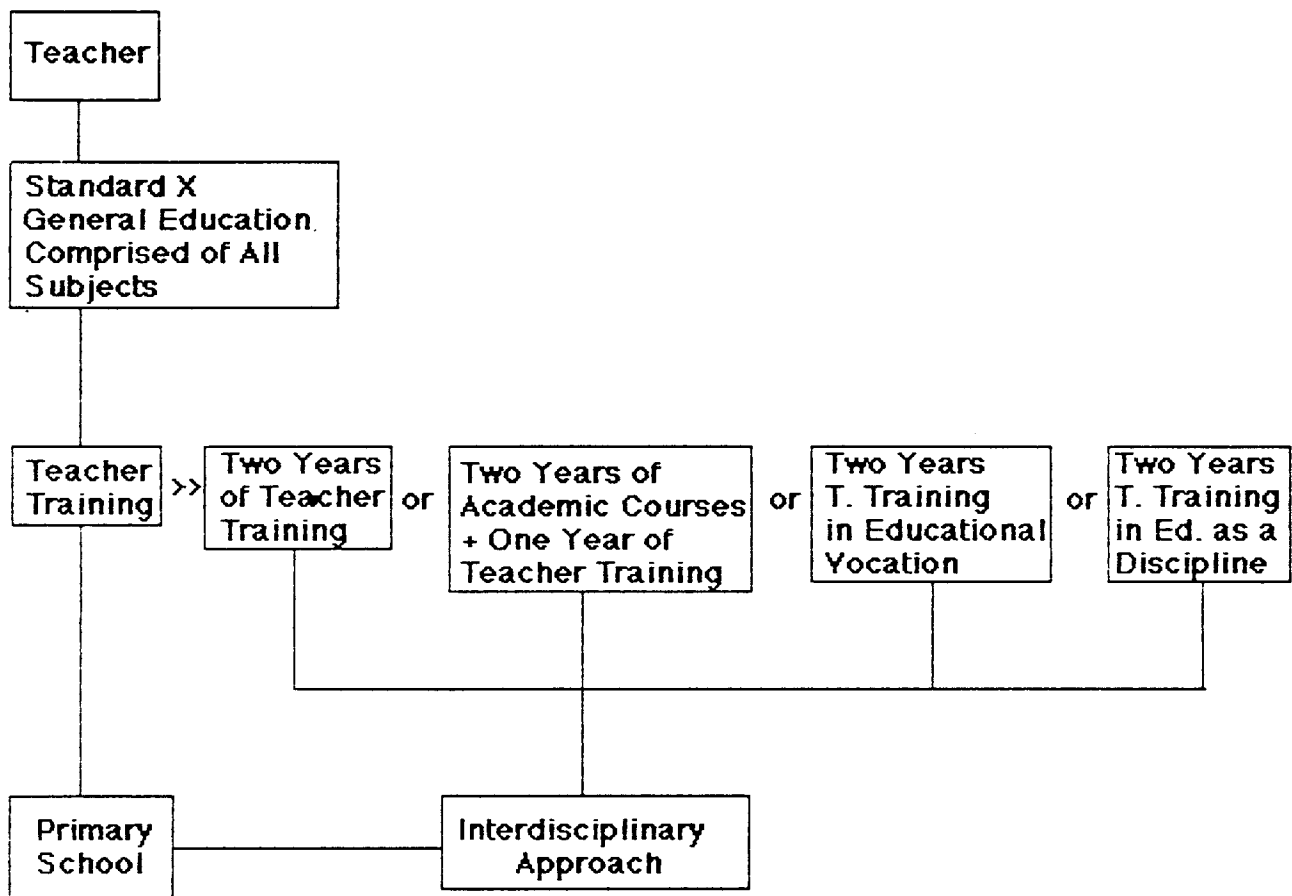 Teacher
Standard X
General Education
Comprised of All
Subjects
Teacher
Training
>>
Two Years
of Teacher
Training
or
Two Years of
Academic Courses
+ One Year of
Teacher Training
or
Two Years
T. Training
in Educational
Vocation
or
Two Years
T. Training
in Ed. as a
Discipline
Primary
School
Interdisciplinary
Approach